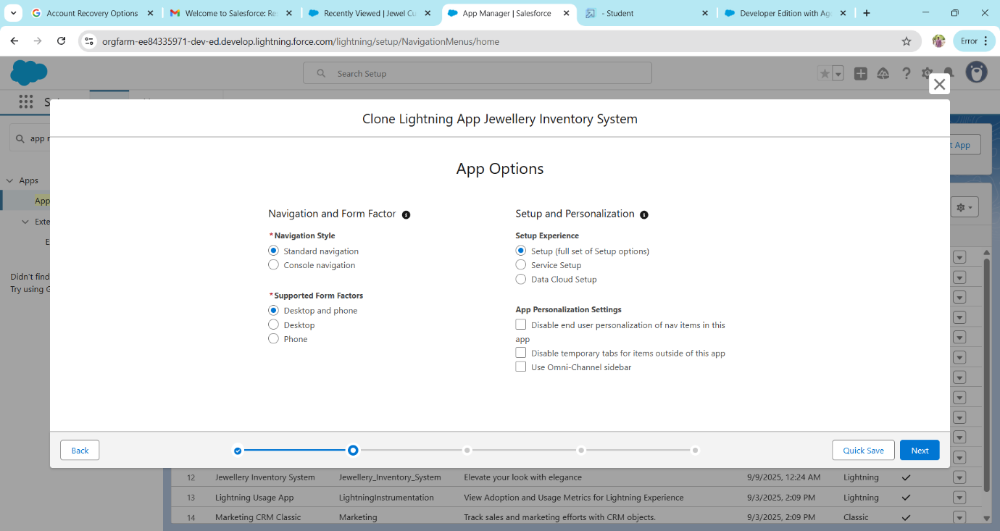 Account Recovery Options
Welcome to Salesforce: Re
Recently Viewed | Jewel Cu
App Manager | Salesforce
- Student
Developer Edition with Ag
orgfarm-ee84335971-dev-ed.develop.lightning.force.com/lightning/setup/NavigationMenus/home
Error
Search Setup
Clone Lightning App Jewellery Inventory System
App Options
Navigation and Form Factor
*Navigation Style
Standard navigation
Console navigation
*Supported Form Factors
Desktop and phone
Desktop
Phone
Setup and Personalization
Setup Experience
Setup (full set of Setup options)
Service Setup
Data Cloud Setup
App Personalization Settings
Disable end user personalization of nav items in this
app
Disable temporary tabs for items outside of this app
Use Omni-Channel sidebar
Back
Quick Save
Next
Apps
App
Exte
Didn't find
App
12 Jewellery Inventory System Jewellery_Inventory_System Elevate your look with elegance 9/9/2025, 12:24 AM Lightning
13 Lightning Usage App LightningInstrumentation View Adoption and Usage Metrics for Lightning Experience 9/3/2025, 2:09 PM Lightning
14 Marketing CRM Classic Marketing Track sales and marketing efforts with CRM objects. 9/3/2025, 2:09 PM Classic